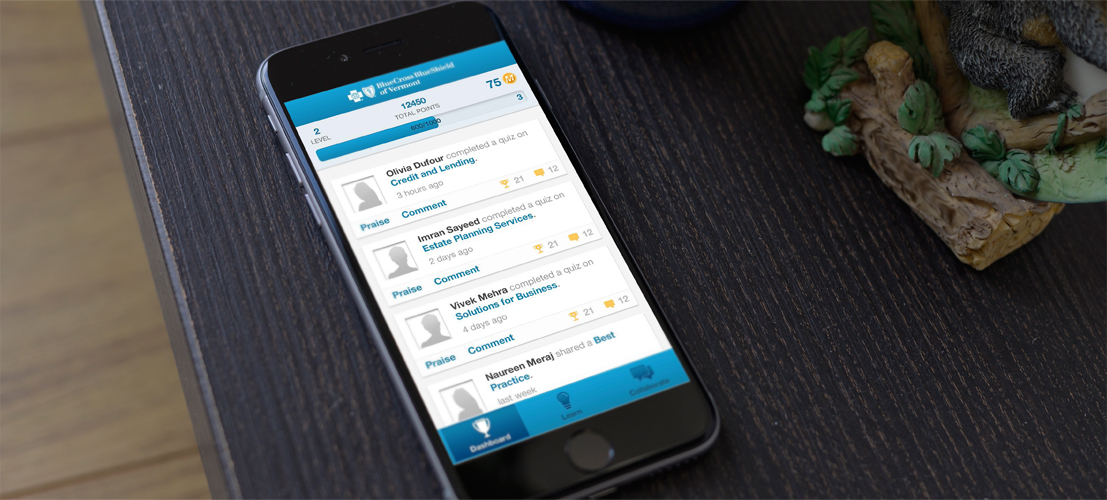 BlueCross BlueShield
of Vermont
2
LEVEL
12450
TOTAL POINTS
75
600/1000
3
Olivia Dufour completed a quiz on
Credit and Lending.
3 hours ago
21
12
Praise
Comment
Imran Sayeed completed a quiz on
Estate Planning Services.
2 days ago
21
12
Praise
Comment
Vivek Mehra completed a quiz on
Solutions for Business.
4 days ago
21
12
Praise
Comment
Naureen Meraj shared a Best
Practice.
last week
Dashboard
Learn
Collaborate